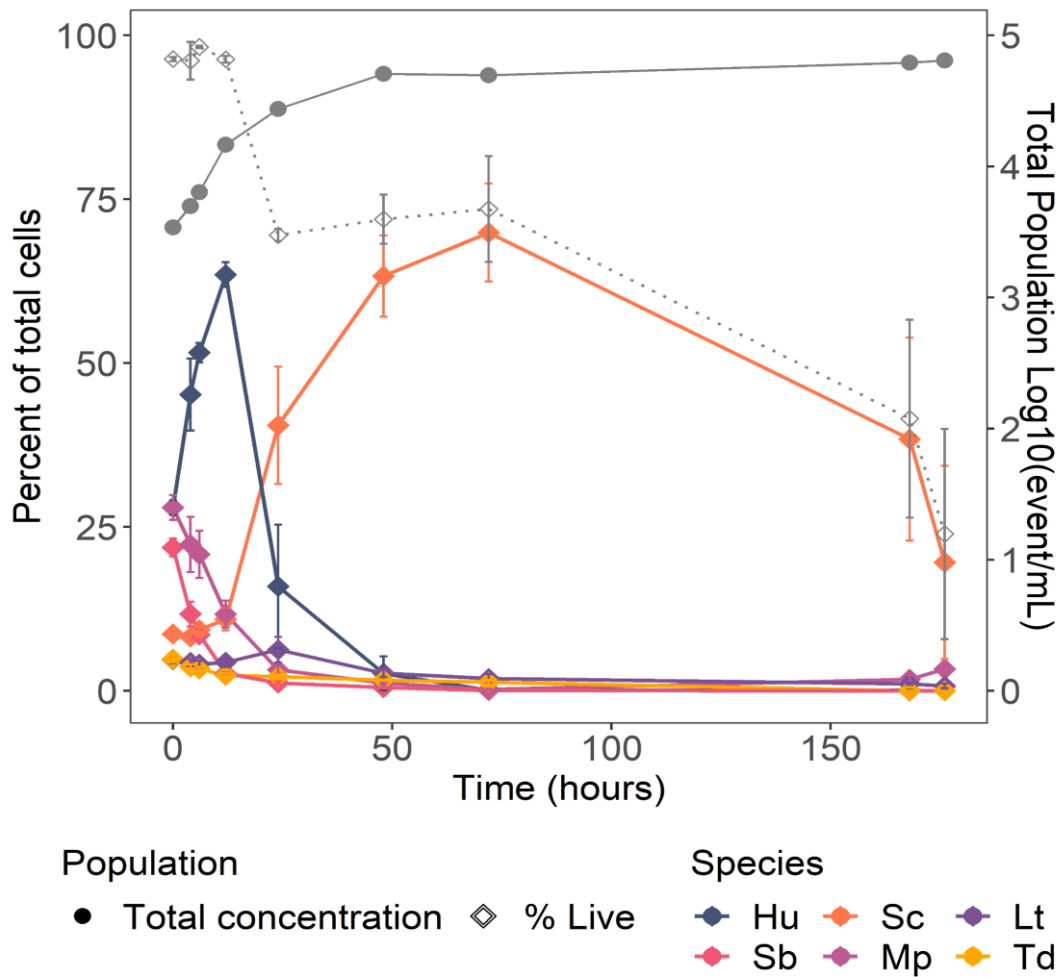 100
75
50
25
0
Percent of total cells
5
4
3
2
1
0
Total Population Log10(event/mL)
0 50 100 150
Time (hours)
Population
Total concentration % Live
Species
Hu Sc Lt
Sb Mp Td